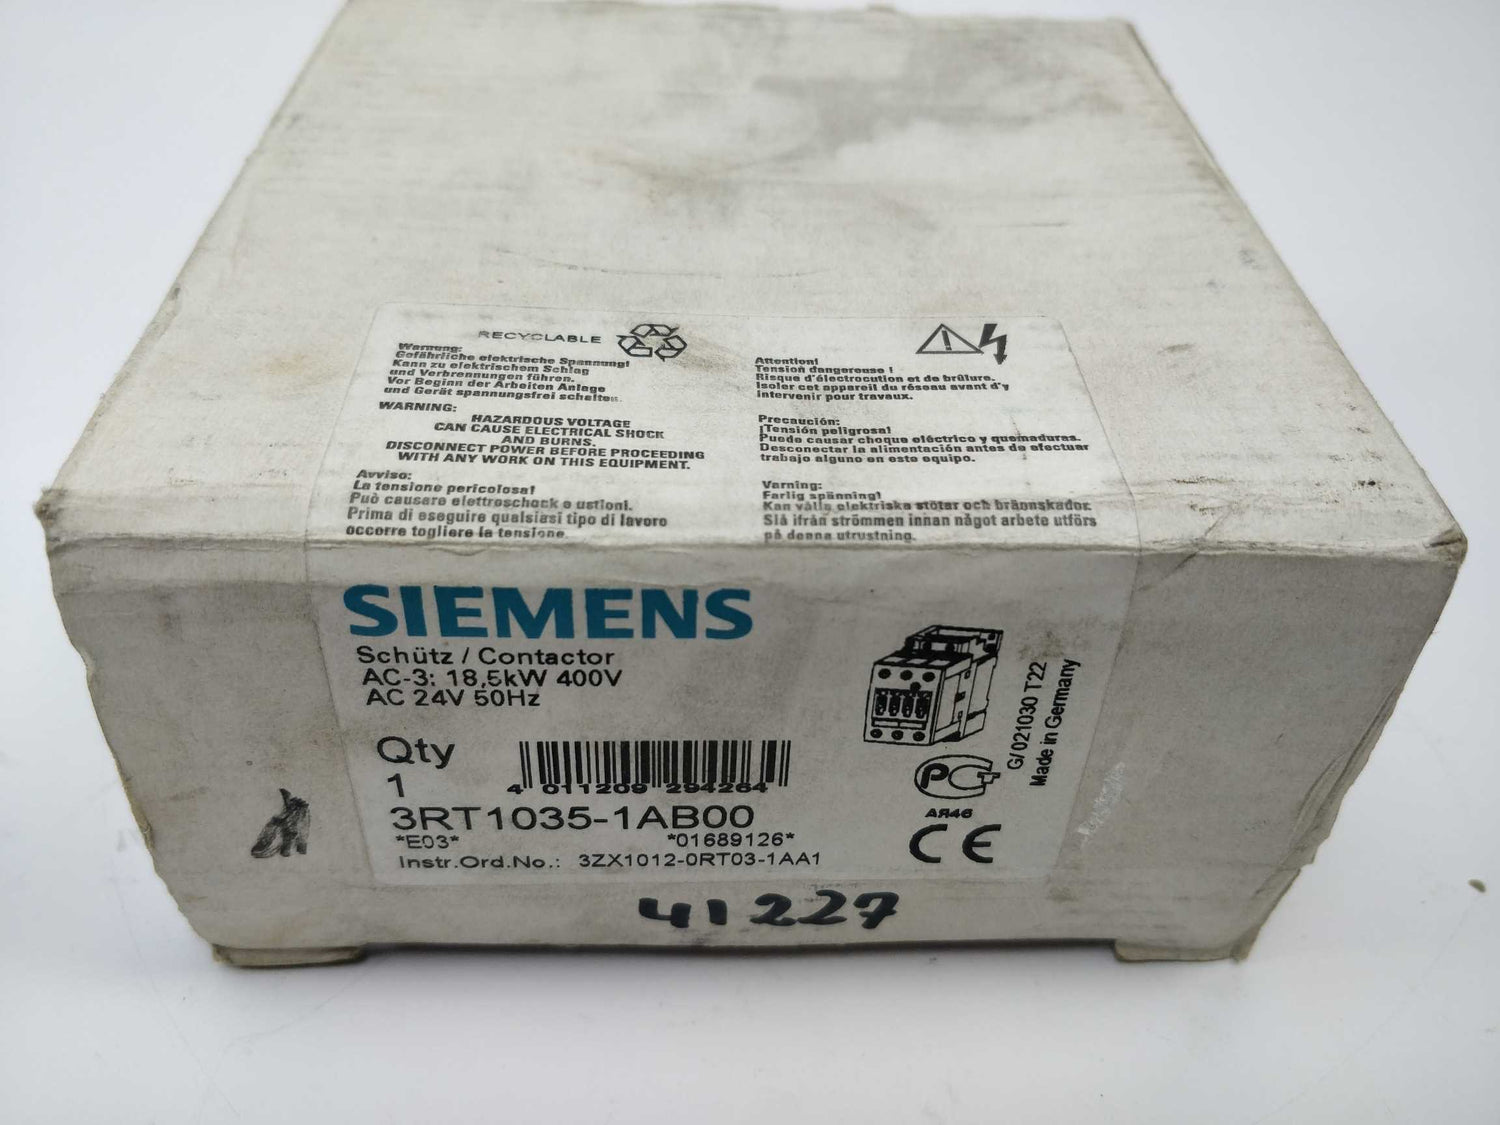 RECYCLABLE
Warnung:
Gefährliche elektrische Spannung!
Kann zu elektrischem Schlag
und Verbrennungen führen.
Vor Beginn der Arbeiten Anlage
und Gerät spannungsfrei schalten.
WARNING:
HAZARDOUS VOLTAGE
CAN CAUSE ELECTRICAL SHOCK
AND BURNS.
DISCONNECT POWER BEFORE PROCEEDING
WITH ANY WORK ON THIS EQUIPMENT.
Avviso:
La tensione pericolosa!
Può causare elettroschock e ustioni.
Prima di eseguire qualsiasi tipo di lavoro
occorre togliere la tensione
Attention!
Tension dangereuse !
Risque d'électrocution et de brûlure.
Isoler cet appareil du réseau avant d'y
intervenir pour travaux.
Precaución:
¡Tensión peligrosa!
Puede causar choque eléctrico y quemaduras.
Desconectar la alimentación antes de efectuar
trabajo alguno en este equipo.
Varning:
Farlig spänning!
Kan välla elektriska stötar och brännskador.
Slå ifrån strömmen innan något arbete utförs
på denna utrustning.
SIEMENS
Schütz / Contactor
AC-3: 18,5kW 400V
AC 24V 50Hz
Qty
1
4 011209 294264
3RT1035-1AB00
*E03* *01689126*
Instr.Ord.No.: 3ZX1012-0RT03-1AA1
G/021030 T22
Made in Germany
АЯ46
CE
41227